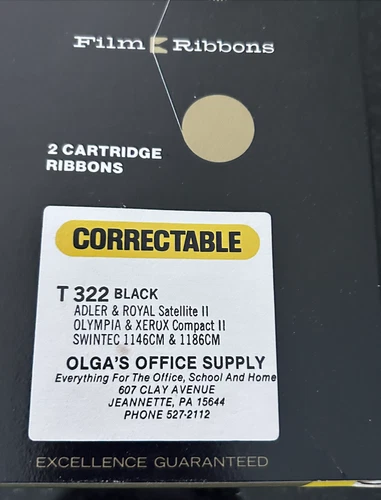 Film Ribbons
2 CARTRIDGE
RIBBONS
CORRECTABLE
T 322 BLACK
ADLER & ROYAL Satellite II
OLYMPIA & XERUX Compact II
SWINTEC 1146CM & 1186CM
OLGA'S OFFICE SUPPLY
Everything For The Office, School And Home
607 CLAY AVENUE
JEANNETTE, PA 15644
PHONE 527-2112
EXCELLENCE GUARANTEED